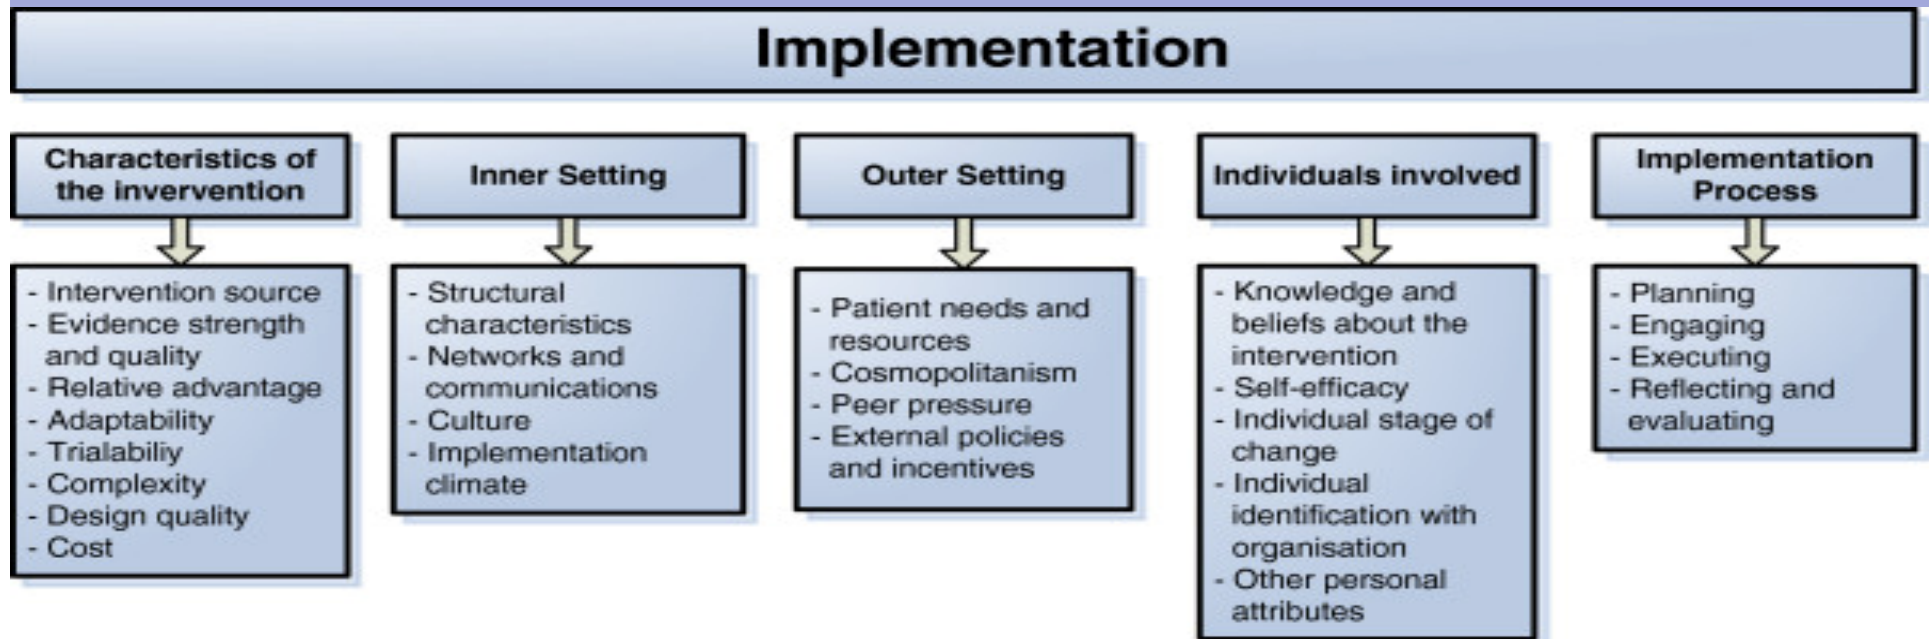 Implementation
Characteristics of
the invervention
- Intervention source
- Evidence strength
and quality
- Relative advantage
- Adaptability
- Trialabiliy
- Complexity
- Design quality
- Cost
Inner Setting
- Structural
characteristics
- Networks and
communications
- Culture
- Implementation
climate
Outer Setting
- Patient needs and
resources
- Cosmopolitanism
- Peer pressure
- External policies
and incentives
Individuals involved
- Knowledge and
beliefs about the
intervention
- Self-efficacy
- Individual stage of
change
- Individual
identification with
organisation
- Other personal
attributes
Implementation
Process
- Planning
- Engaging
- Executing
- Reflecting and
evaluating